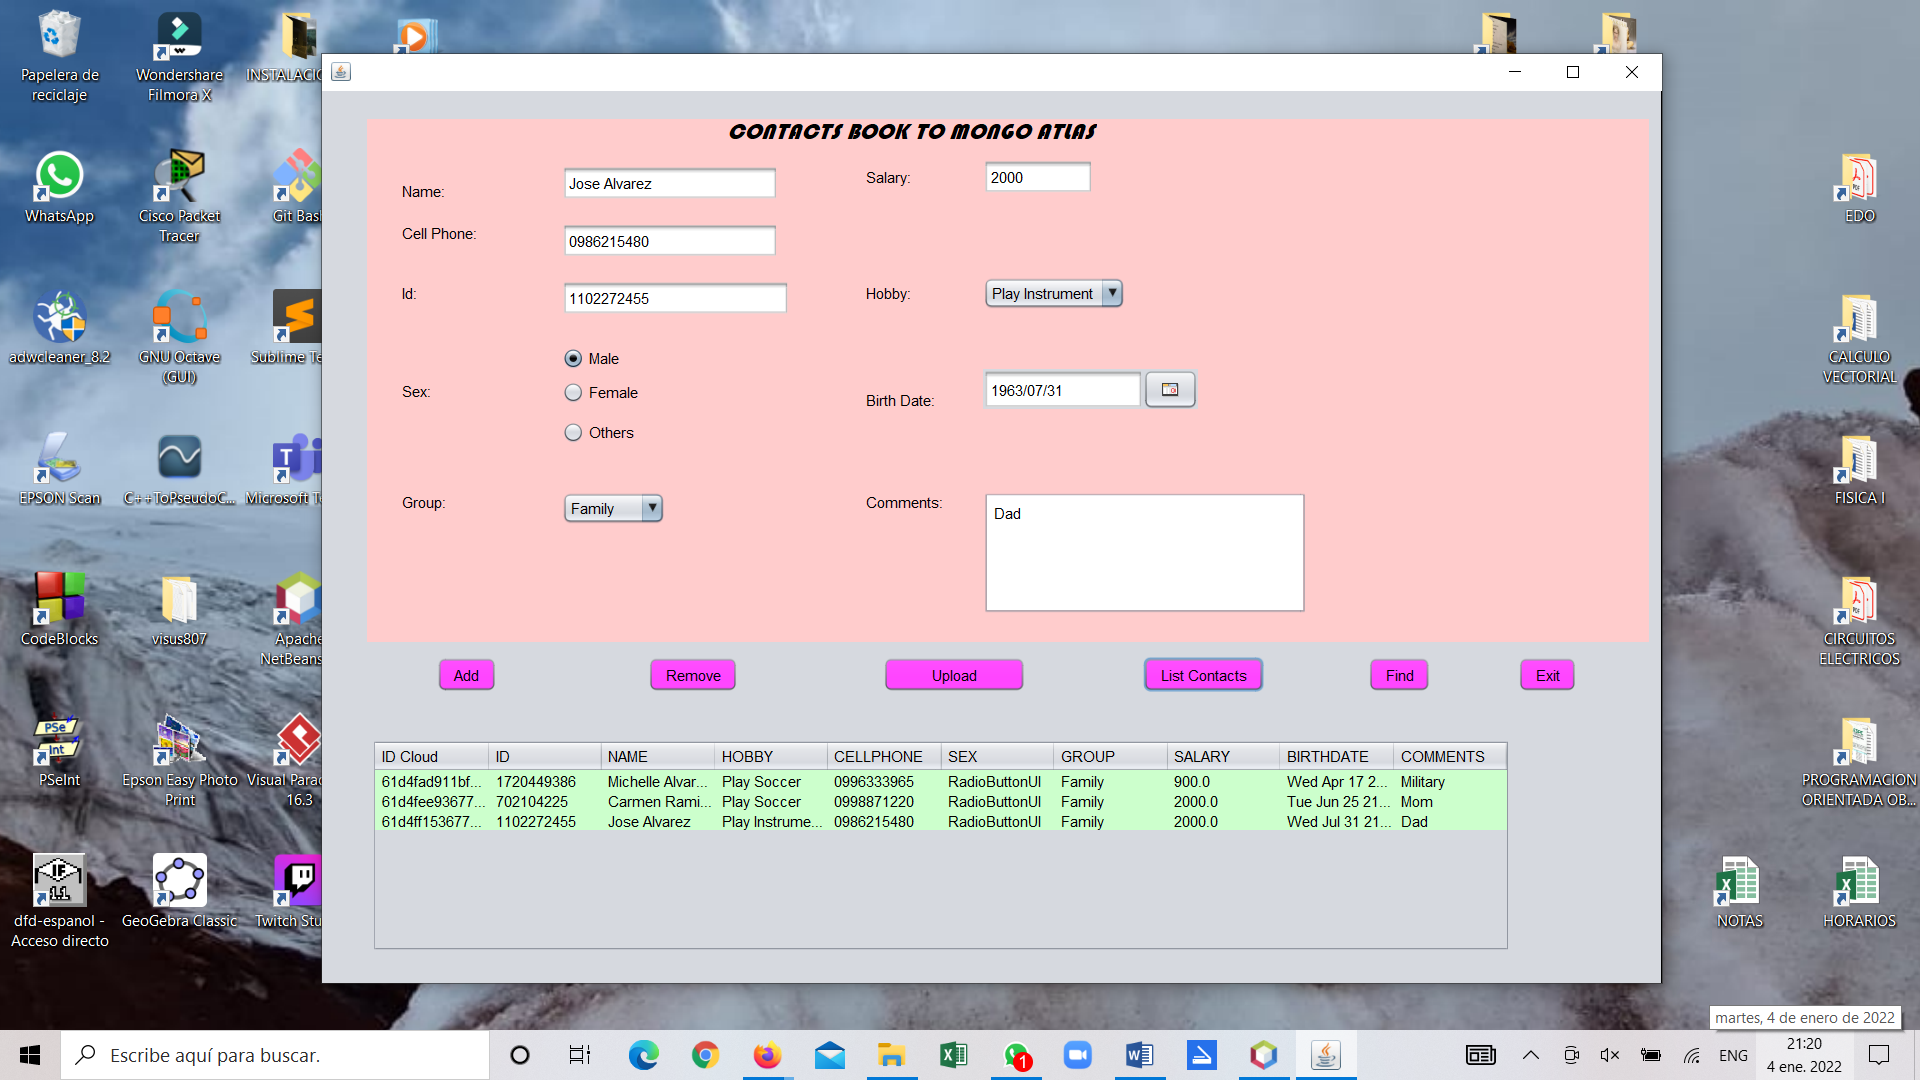 Papelera de
reciclaje
Wondershare
Filmora X
INSTALACIO
WhatsApp
Cisco Packet
Tracer
Git Bas
adwcleaner_8.2
GNU Octave
(GUI)
Sublime Te
EPSON Scan
C++ToPseudoC...
Microsoft T
CodeBlocks
visus807
Apache
NetBeans
PSeInt
Epson Easy Photo
Print
Visual Parad
16.3
dfd-espanol -
Acceso directo
GeoGebra Classic
Twitch Stu
CONTACTS BOOK TO MONGO ATLAS
Name:
Jose Alvarez
Salary:
2000
Cell Phone:
0986215480
Id:
1102272455
Hobby:
Play Instrument
Sex:
Male
Female
Others
Birth Date:
1963/07/31
Group:
Family
Comments:
Dad
Add
Remove
Upload
List Contacts
Find
Exit
ID Cloud ID NAME HOBBY CELLPHONE SEX GROUP SALARY BIRTHDATE COMMENTS
61d4fad911bf... 1720449386 Michelle Alvar... Play Soccer 0996333965 RadioButtonUI Family 900.0 Wed Apr 17 2... Military
61d4fee93677... 702104225 Carmen Rami... Play Soccer 0998871220 RadioButtonUI Family 2000.0 Tue Jun 25 21... Mom
61d4ff153677... 1102272455 Jose Alvarez Play Instrume... 0986215480 RadioButtonUI Family 2000.0 Wed Jul 31 21... Dad
EDO
CALCULO
VECTORIAL
FISICA I
CIRCUITOS
ELECTRICOS
PROGRAMACION
ORIENTADA OB...
NOTAS
HORARIOS
martes, 4 de enero de 2022
Escribe aquí para buscar.
1
ENG
21:20
4 ene. 2022